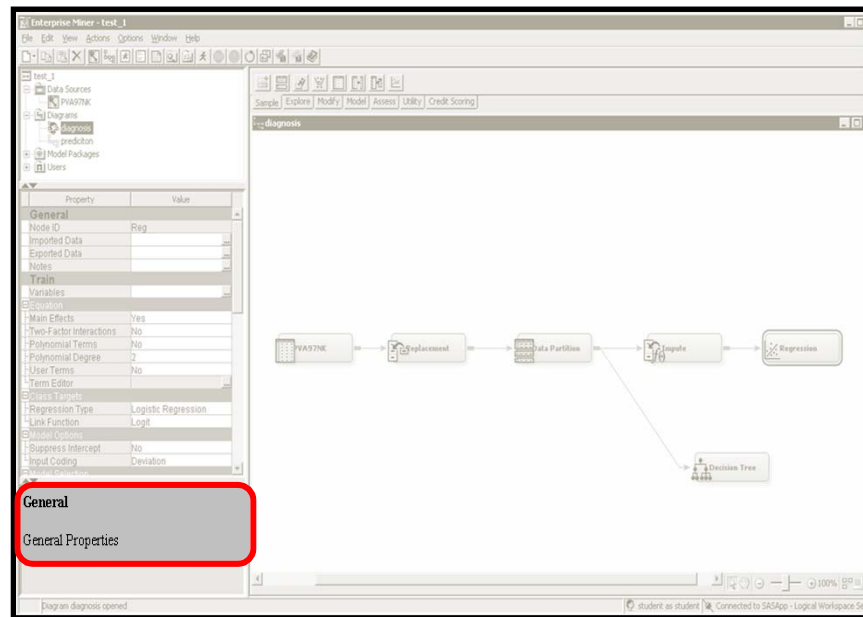 Enterprise Miner - test_1
File Edit View Actions Options Window Help
test_1
Data Sources
PVA97NK
Diagrams
diagnosis
prediciton
Model Packages
Users
Sample Explore Modify Model Assess Utility Credit Scoring
diagnosis
Property Value
General
Node ID Reg
Imported Data
Exported Data
Notes
Train
Variables
Equation
Main Effects Yes
Two-Factor Interactions No
Polynomial Terms No
Polynomial Degree 2
User Terms No
Term Editor
Class Targets
Regression Type Logistic Regression
Link Function Logit
Model Options
Suppress Intercept No
Input Coding Deviation
Model Selection
PVA97NK
Replacement
Data Partition
Impute
Regression
Decision Tree
General
General Properties
100%
Diagram diagnosis opened
student as student Connected to SASApp - Logical Workspace Se